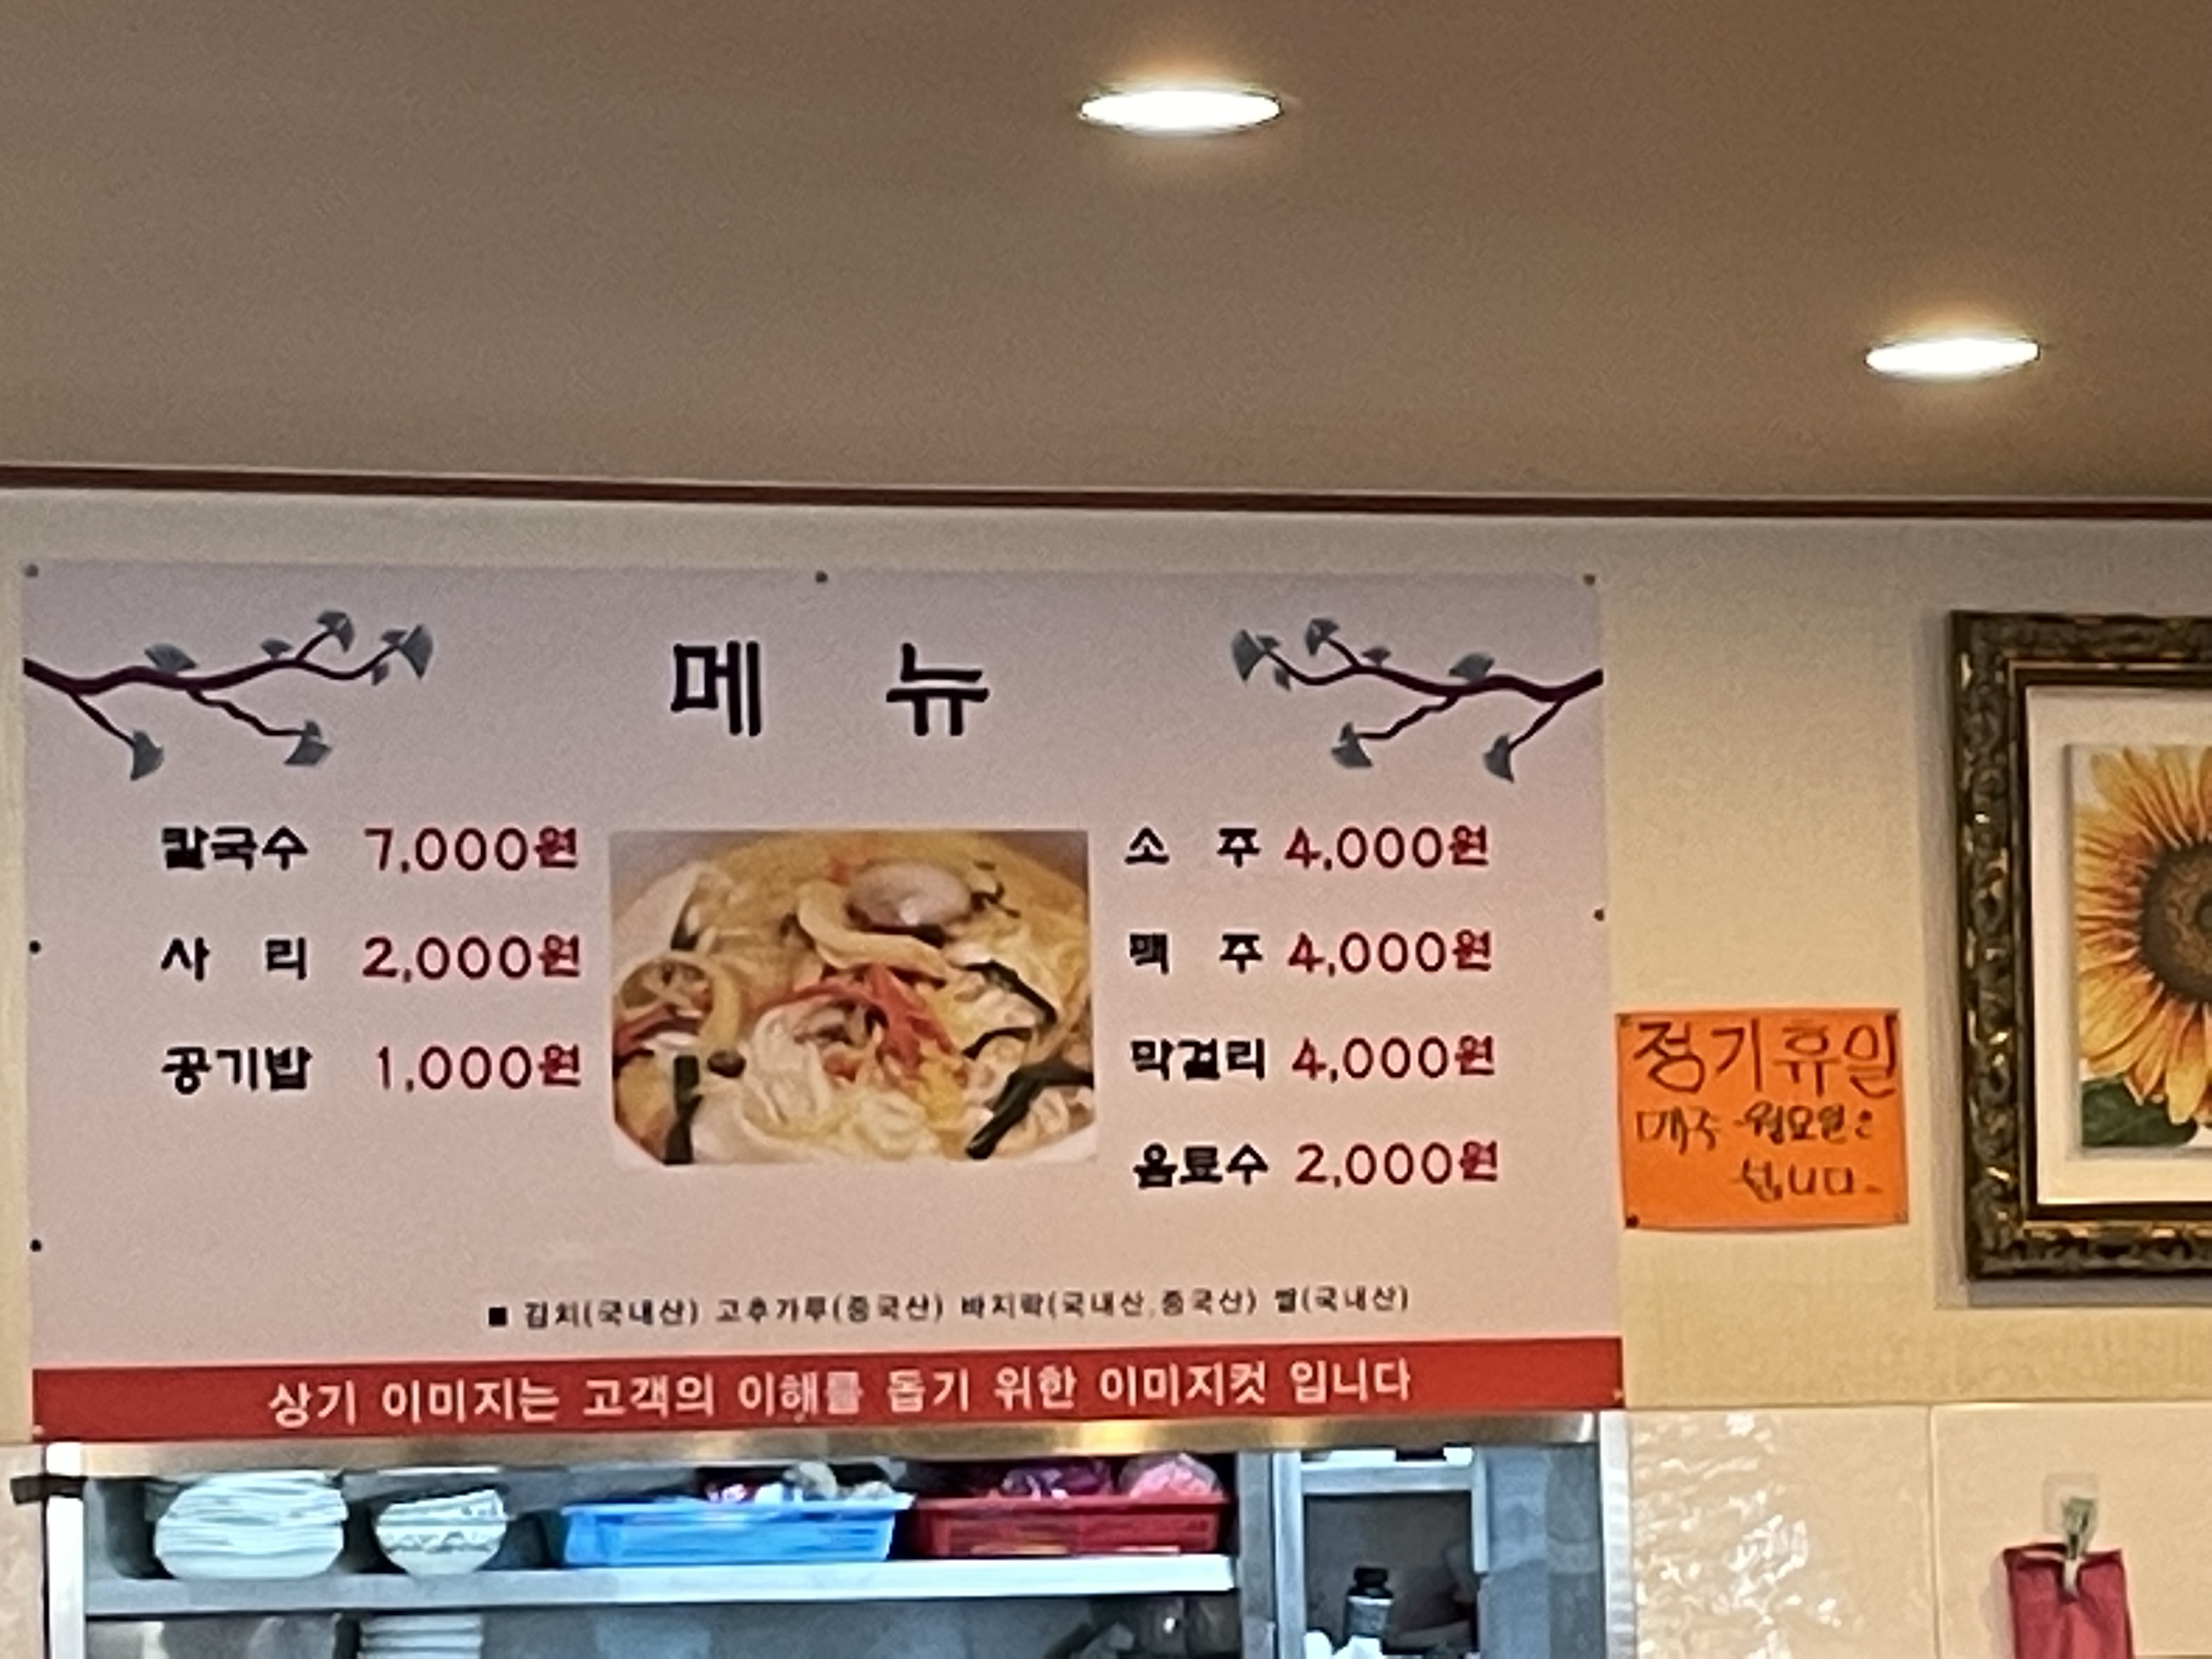 메 뉴
칼국수 7,000원
사 리 2,000원
공기밥 1,000원
소 주 4,000원
맥 주 4,000원
막걸리 4,000원
음료수 2,000원
■ 김치(국내산) 고추가루(중국산) 바지락(국내산,중국산) 쌀(국내산)
상기 이미지는 고객의 이해를 돕기 위한 이미지컷 입니다
정기휴일
매주 월요일은
쉽니다.